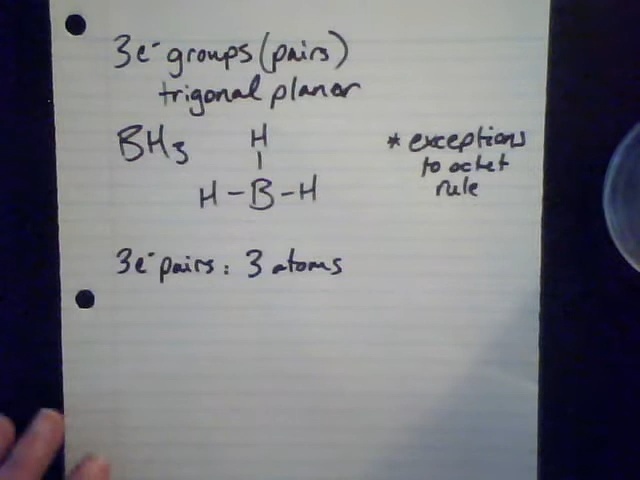 3e⁻ groups (pairs)
trigonal planar
BH₃
H
|
H-B-H
* exceptions
to octet
rule
3e⁻ pairs : 3 atoms